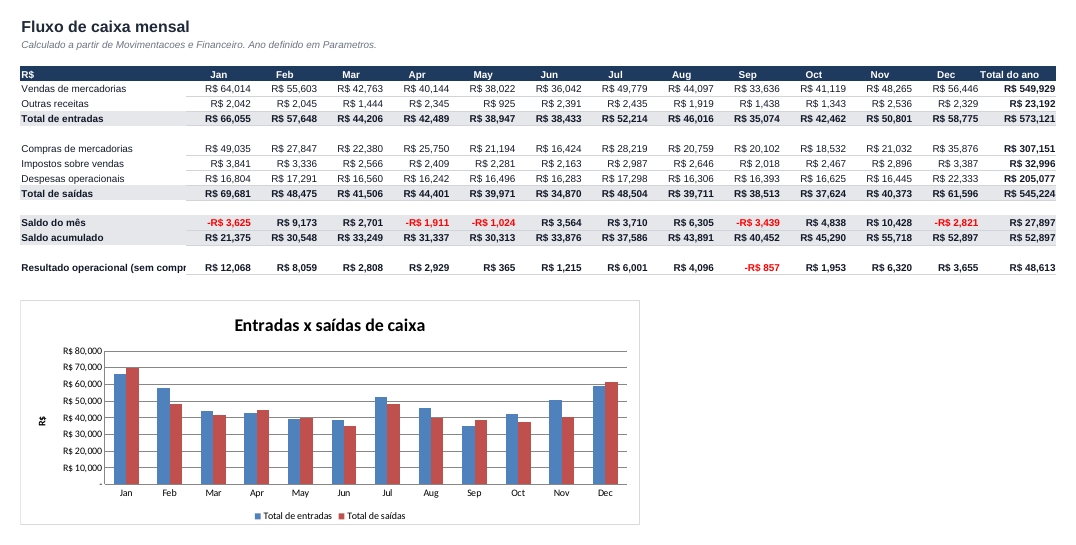 Fluxo de caixa mensal
Calculado a partir de Movimentacoes e Financeiro. Ano definido em Parametros.
R$ Jan Feb Mar Apr May Jun Jul Aug Sep Oct Nov Dec Total do ano
Vendas de mercadorias R$ 64,014 R$ 55,603 R$ 42,763 R$ 40,144 R$ 38,022 R$ 36,042 R$ 49,779 R$ 44,097 R$ 33,636 R$ 41,119 R$ 48,265 R$ 56,446 R$ 549,929
Outras receitas R$ 2,042 R$ 2,045 R$ 1,444 R$ 2,345 R$ 925 R$ 2,391 R$ 2,435 R$ 1,919 R$ 1,438 R$ 1,343 R$ 2,536 R$ 2,329 R$ 23,192
Total de entradas R$ 66,055 R$ 57,648 R$ 44,206 R$ 42,489 R$ 38,947 R$ 38,433 R$ 52,214 R$ 46,016 R$ 35,074 R$ 42,462 R$ 50,801 R$ 58,775 R$ 573,121
Compras de mercadorias R$ 49,035 R$ 27,847 R$ 22,380 R$ 25,750 R$ 21,194 R$ 16,424 R$ 28,219 R$ 20,759 R$ 20,102 R$ 18,532 R$ 21,032 R$ 35,876 R$ 307,151
Impostos sobre vendas R$ 3,841 R$ 3,336 R$ 2,566 R$ 2,409 R$ 2,281 R$ 2,163 R$ 2,987 R$ 2,646 R$ 2,018 R$ 2,467 R$ 2,896 R$ 3,387 R$ 32,996
Despesas operacionais R$ 16,804 R$ 17,291 R$ 16,560 R$ 16,242 R$ 16,496 R$ 16,283 R$ 17,298 R$ 16,306 R$ 16,393 R$ 16,625 R$ 16,445 R$ 22,333 R$ 205,077
Total de saídas R$ 69,681 R$ 48,475 R$ 41,506 R$ 44,401 R$ 39,971 R$ 34,870 R$ 48,504 R$ 39,711 R$ 38,513 R$ 37,624 R$ 40,373 R$ 61,596 R$ 545,224
Saldo do mês -R$ 3,625 R$ 9,173 R$ 2,701 -R$ 1,911 -R$ 1,024 R$ 3,564 R$ 3,710 R$ 6,305 -R$ 3,439 R$ 4,838 R$ 10,428 -R$ 2,821 R$ 27,897
Saldo acumulado R$ 21,375 R$ 30,548 R$ 33,249 R$ 31,337 R$ 30,313 R$ 33,876 R$ 37,586 R$ 43,891 R$ 40,452 R$ 45,290 R$ 55,718 R$ 52,897 R$ 52,897
Resultado operacional (sem compr R$ 12,068 R$ 8,059 R$ 2,808 R$ 2,929 R$ 365 R$ 1,215 R$ 6,001 R$ 4,096 -R$ 857 R$ 1,953 R$ 6,320 R$ 3,655 R$ 48,613
Entradas x saídas de caixa
R$ 80,000
R$ 70,000
R$ 60,000
R$ 50,000
R$ 40,000
R$ 30,000
R$ 20,000
R$ 10,000
-
R$
Jan Feb Mar Apr May Jun Jul Aug Sep Oct Nov Dec
Total de entradas Total de saídas